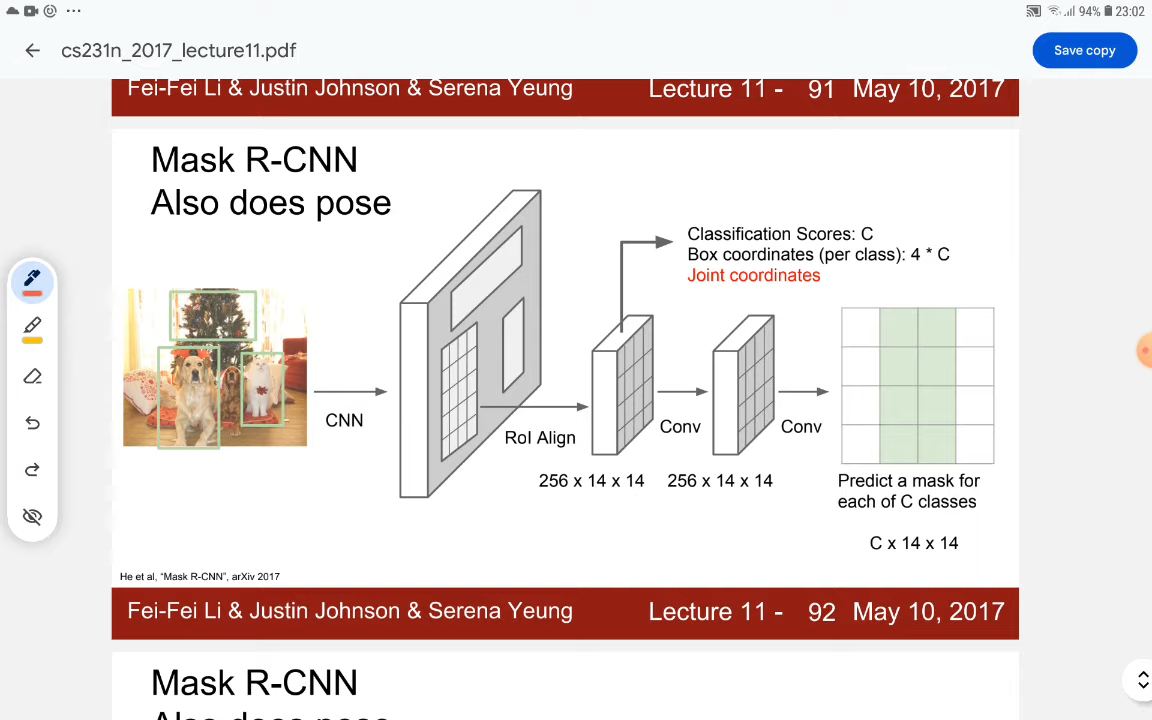 94% 23:02
cs231n_2017_lecture11.pdf
Save copy
Fei-Fei Li & Justin Johnson & Serena Yeung Lecture 11 - 91 May 10, 2017
Mask R-CNN
Also does pose
Classification Scores: C
Box coordinates (per class): 4 * C
Joint coordinates
CNN
RoI Align
Conv
Conv
256 x 14 x 14
256 x 14 x 14
Predict a mask for
each of C classes
C x 14 x 14
He et al, “Mask R-CNN”, arXiv 2017
Fei-Fei Li & Justin Johnson & Serena Yeung Lecture 11 - 92 May 10, 2017
Mask R-CNN
Also does pose